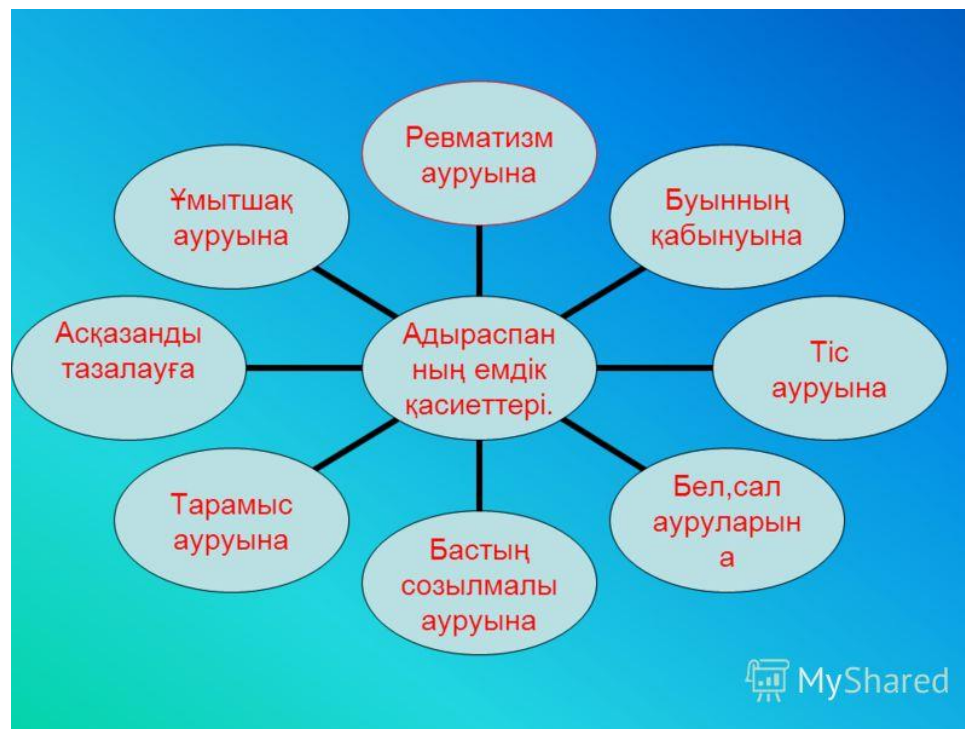 Ревматизм
ауруына
Ұмытшақ
ауруына
Буынның
қабынуына
Асқазанды
тазалауға
Адыраспан
ның емдік
қасиеттері.
Тіс
ауруына
Тарамыс
ауруына
Бастың
созылмалы
ауруына
Бел,сал
ауруларын
а
MyShared